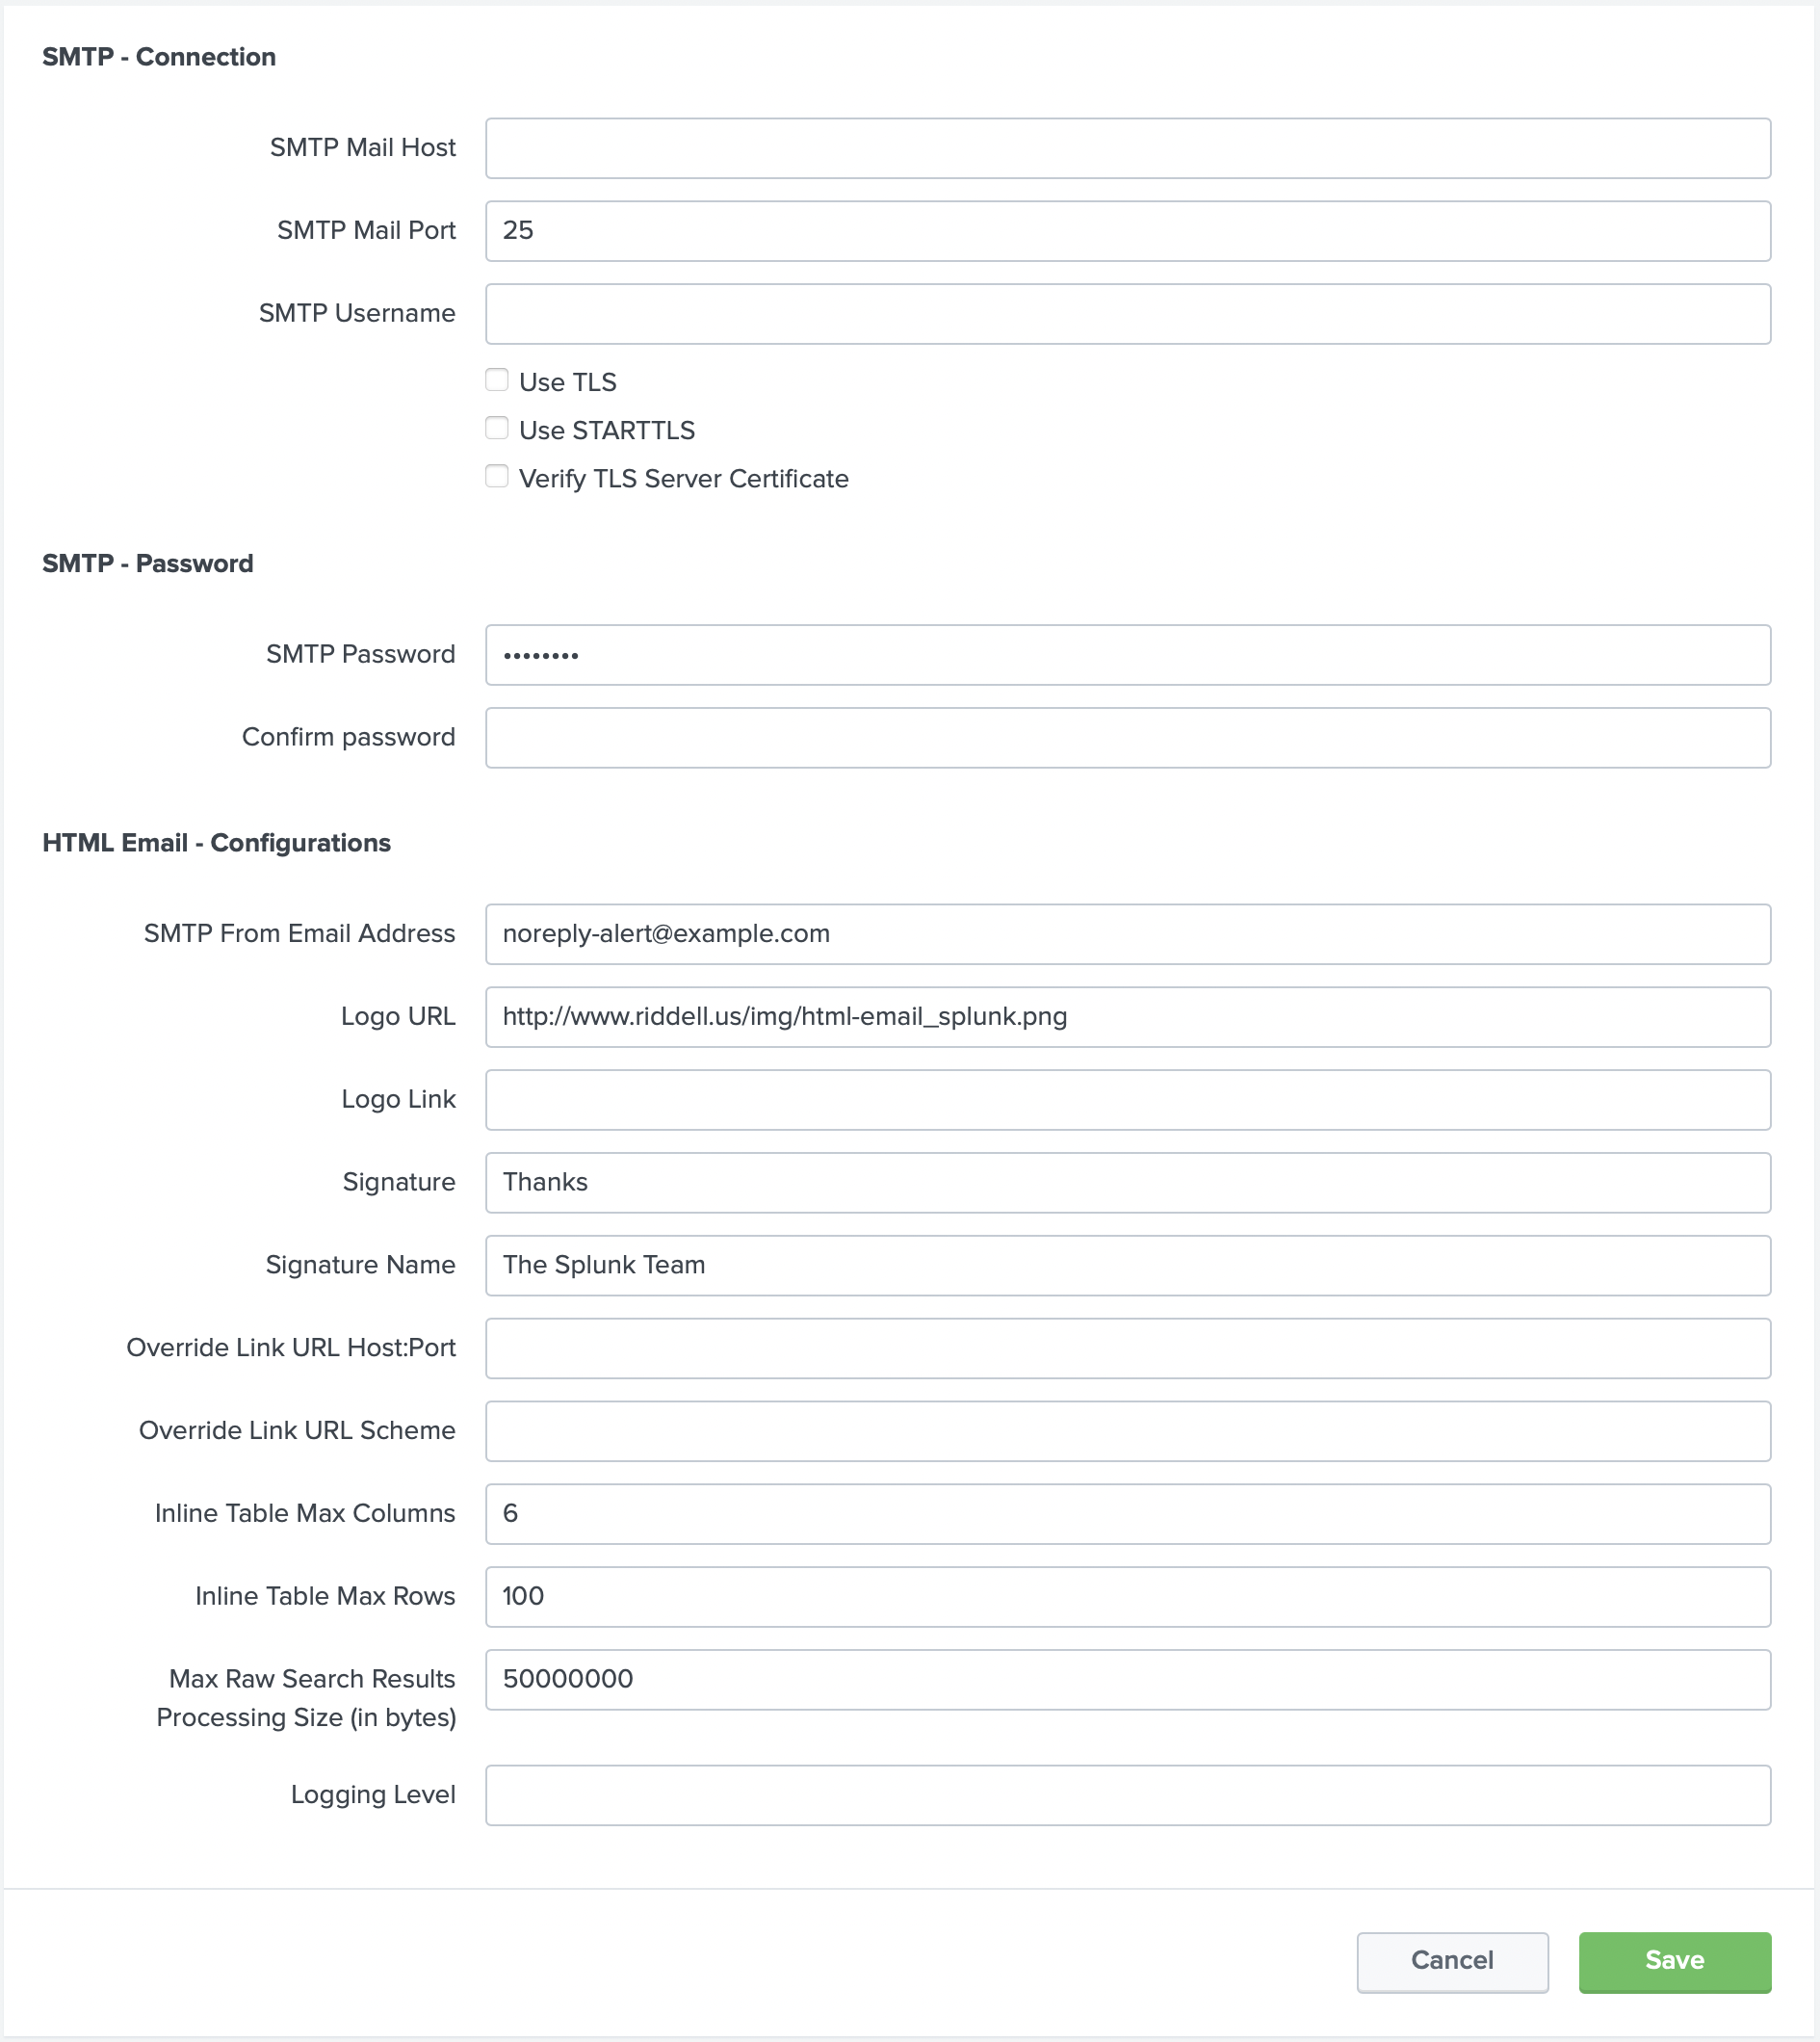 SMTP - Connection
SMTP Mail Host
SMTP Mail Port 25
SMTP Username
Use TLS
Use STARTTLS
Verify TLS Server Certificate
SMTP - Password
SMTP Password ••••••••
Confirm password
HTML Email - Configurations
SMTP From Email Address noreply-alert@example.com
Logo URL http://www.riddell.us/img/html-email_splunk.png
Logo Link
Signature Thanks
Signature Name The Splunk Team
Override Link URL Host:Port
Override Link URL Scheme
Inline Table Max Columns 6
Inline Table Max Rows 100
Max Raw Search Results 50000000
Processing Size (in bytes)
Logging Level
Cancel Save